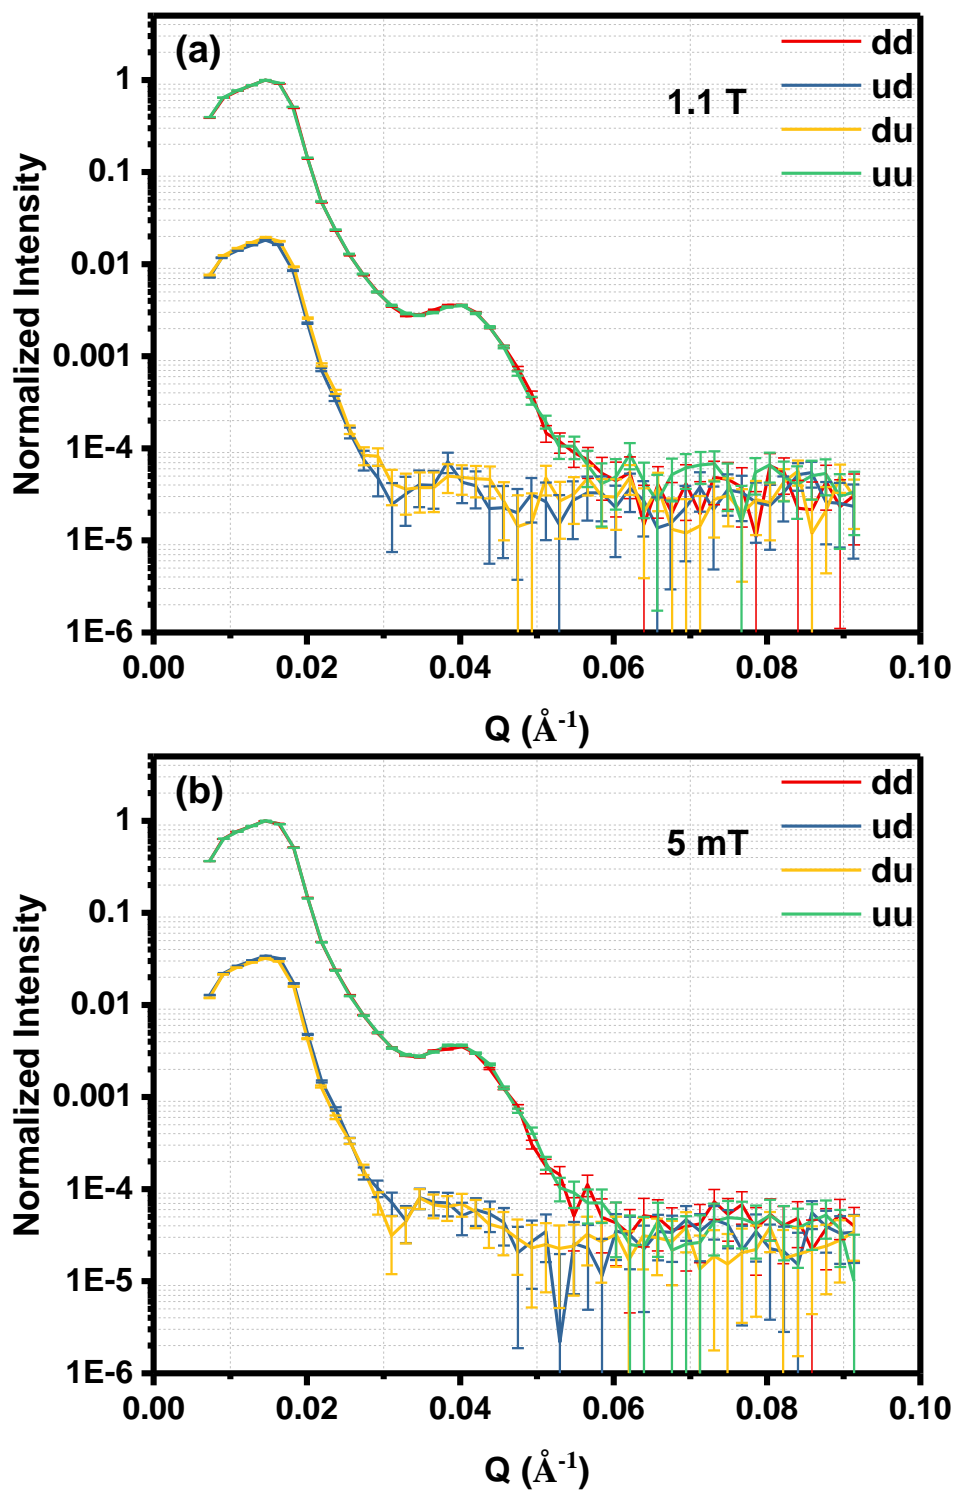 (a)
1.1 T
dd
ud
du
uu
Normalized Intensity
1
0.1
0.01
0.001
1E-4
1E-5
1E-6
0.00 0.02 0.04 0.06 0.08 0.10
Q (Å-1)
(b)
5 mT
dd
ud
du
uu
Normalized Intensity
1
0.1
0.01
0.001
1E-4
1E-5
1E-6
0.00 0.02 0.04 0.06 0.08 0.10
Q (Å-1)